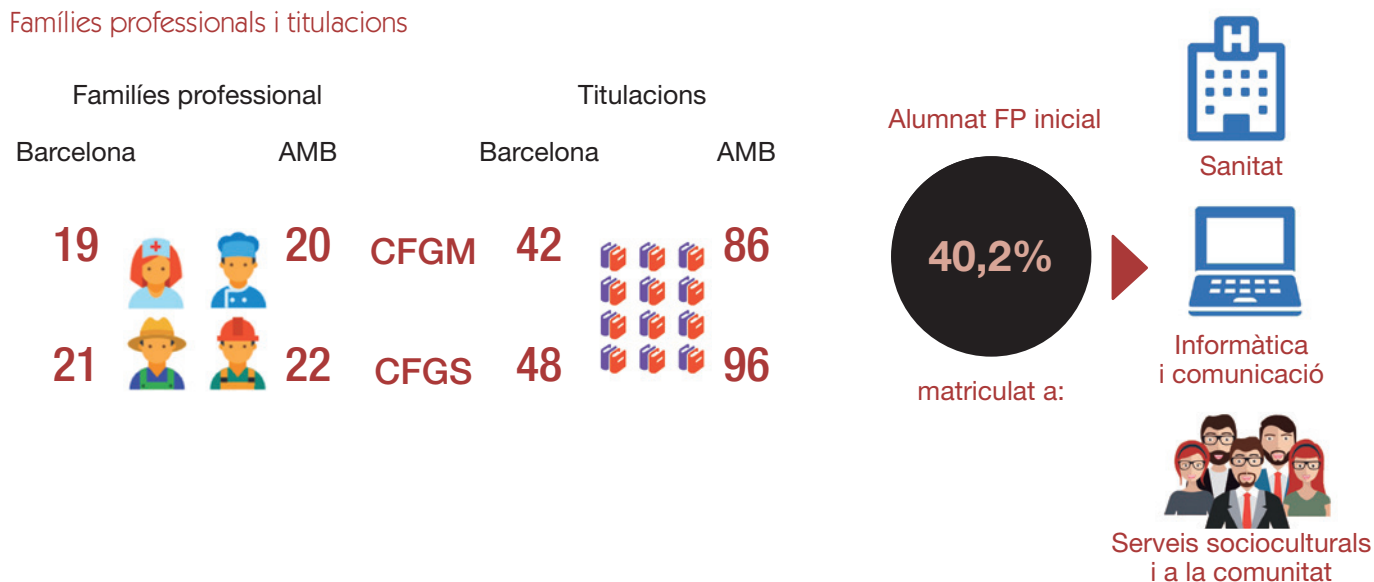 Famílies professionals i titulacions
Familíes professional
Titulacions
Barcelona
AMB
Barcelona
AMB
19
20
CFGM
42
86
21
22
CFGS
48
96
Alumnat FP inicial
40,2%
matriculat a:
H
Sanitat
Informàtica
i comunicació
Serveis socioculturals
i a la comunitat